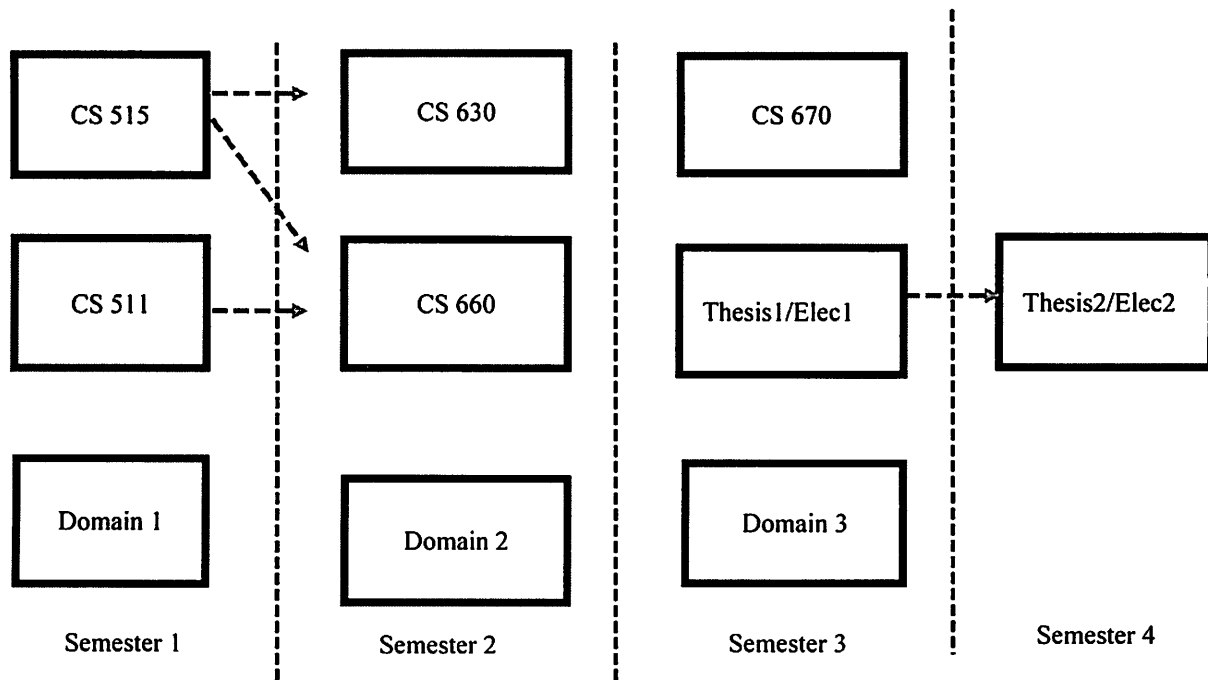 CS 515
CS 630
CS 670
CS 511
CS 660
Thesis1/Elec1
Thesis2/Elec2
Domain 1
Domain 2
Domain 3
Semester 1
Semester 2
Semester 3
Semester 4